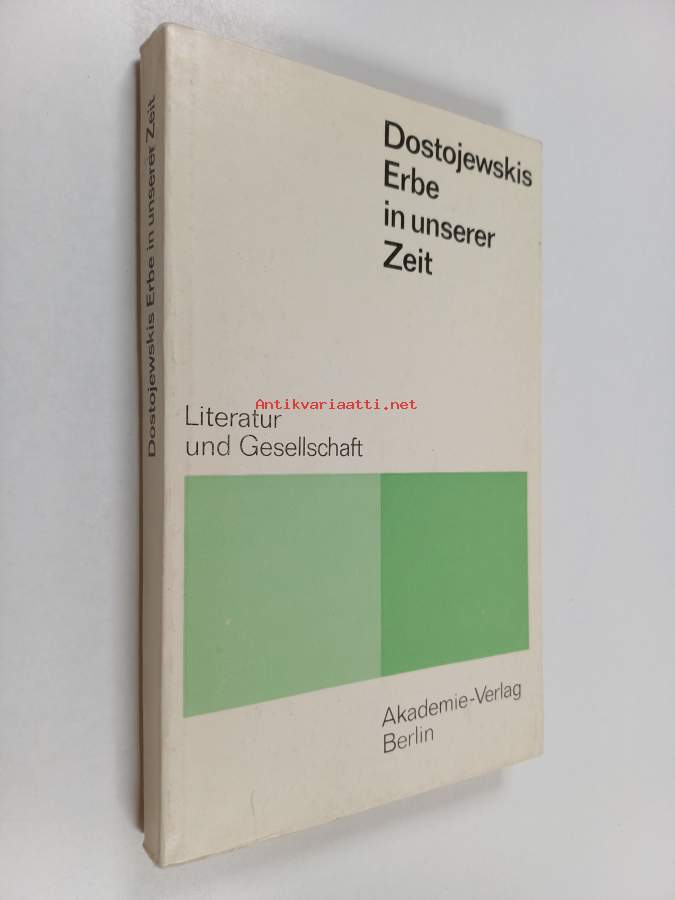 Dostojewskis
Erbe
in unserer
Zeit
Literatur
und Gesellschaft
Akademie-Verlag
Berlin
Dostojewskis Erbe in unserer Zeit
Antikvariaatti.net